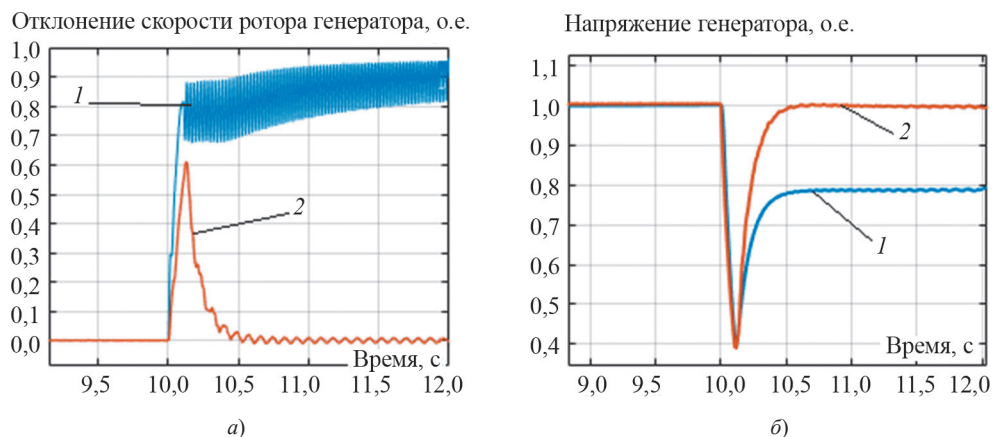 Отклонение скорости ротора генератора, о.е.
1,0
0,9
0,8
0,7
0,6
0,5
0,4
0,3
0,2
0,1
0,0
1
2
Время, с
9,5 10,0 10,5 11,0 11,5 12,0
а)
Напряжение генератора, о.е.
1,1
1,0
0,9
0,8
0,7
0,6
0,5
0,4
2
1
Время, с
9,0 9,5 10,0 10,5 11,0 11,5 12,0
б)